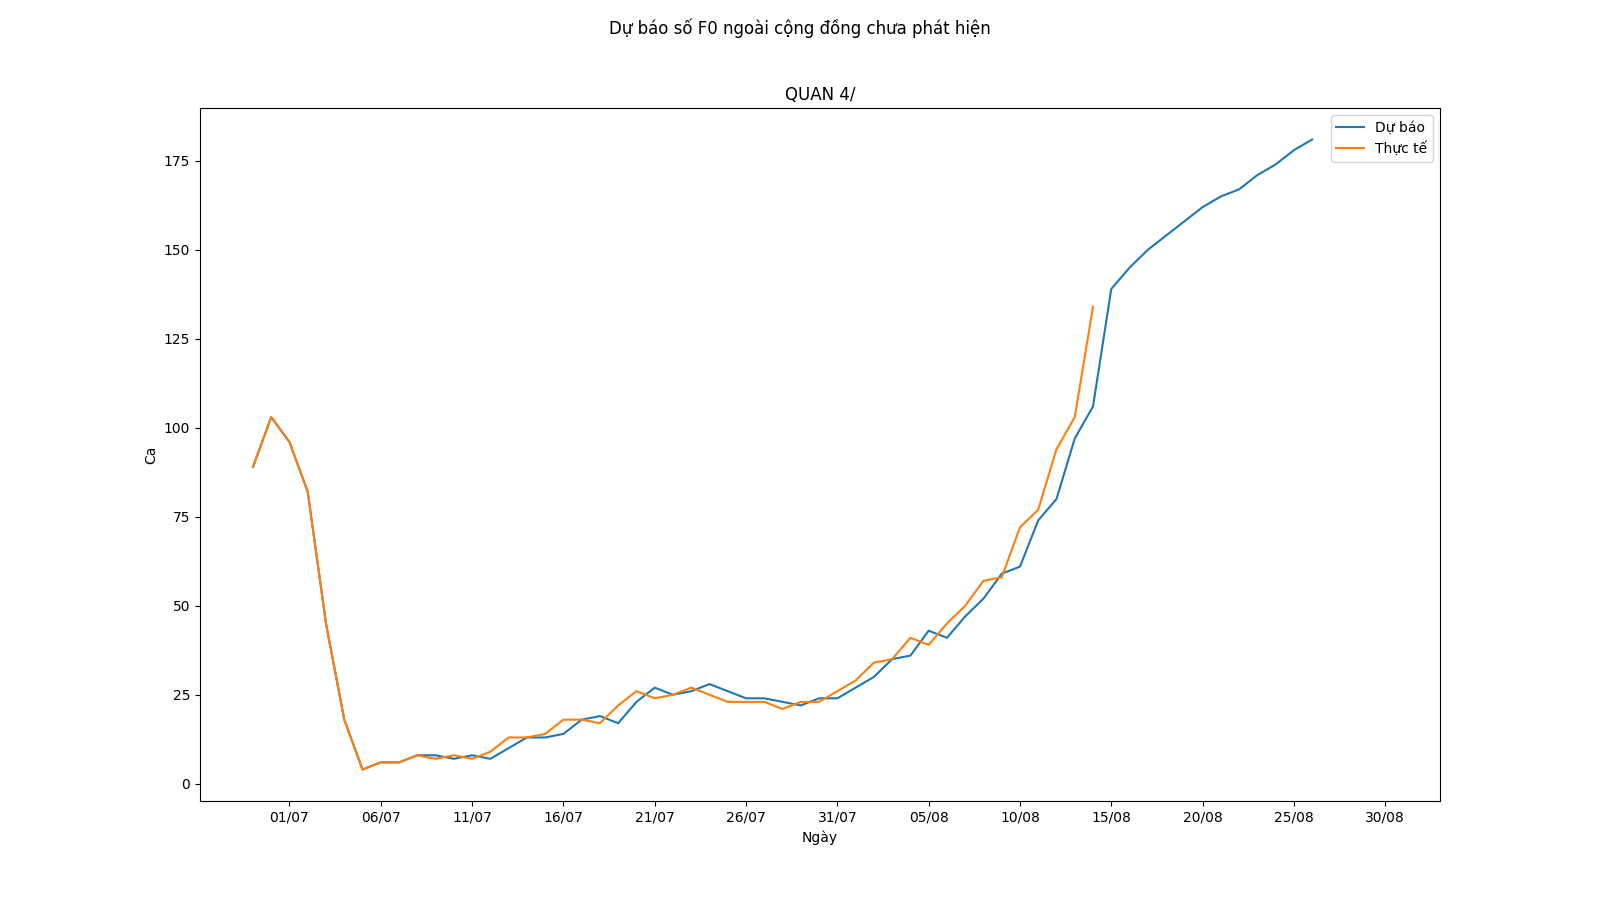 Dự báo số F0 ngoài cộng đồng chưa phát hiện
QUAN 4/
Dự báo
Thực tế
175
150
125
100
75
50
25
0
Ca
01/07 06/07 11/07 16/07 21/07 26/07 31/07 05/08 10/08 15/08 20/08 25/08 30/08
Ngày